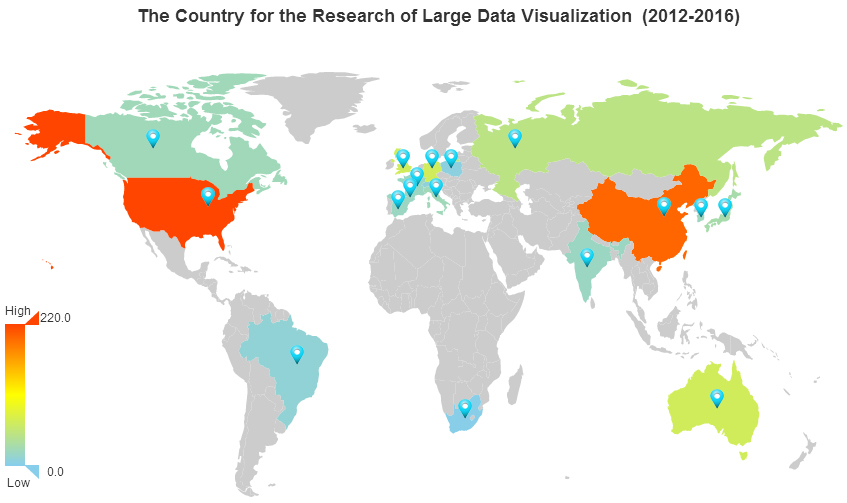 The Country for the Research of Large Data Visualization (2012-2016)
High
220.0
0.0
Low